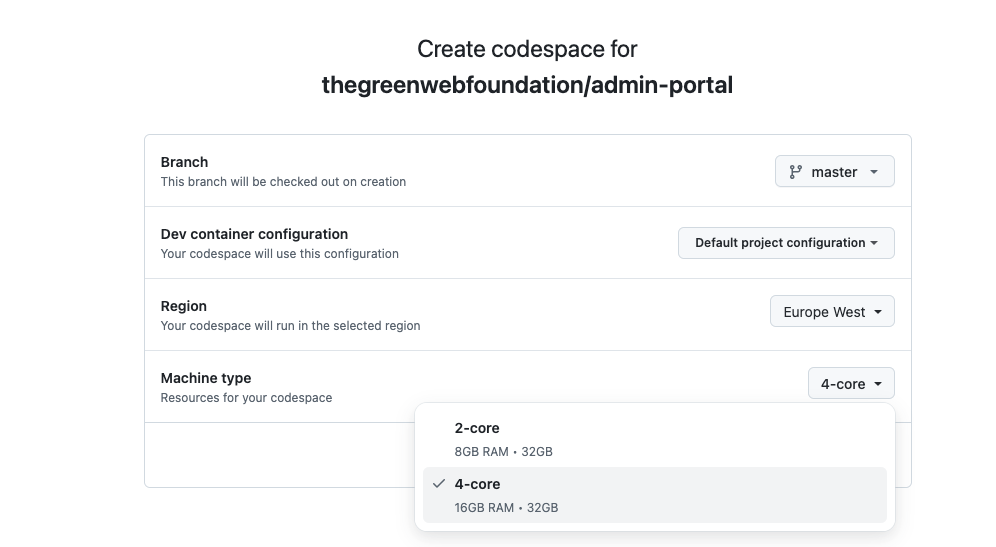 Create codespace for
thegreenwebfoundation/admin-portal
Branch
This branch will be checked out on creation
master
Dev container configuration
Your codespace will use this configuration
Default project configuration
Region
Your codespace will run in the selected region
Europe West
Machine type
Resources for your codespace
4-core
2-core
8GB RAM • 32GB
4-core
16GB RAM • 32GB